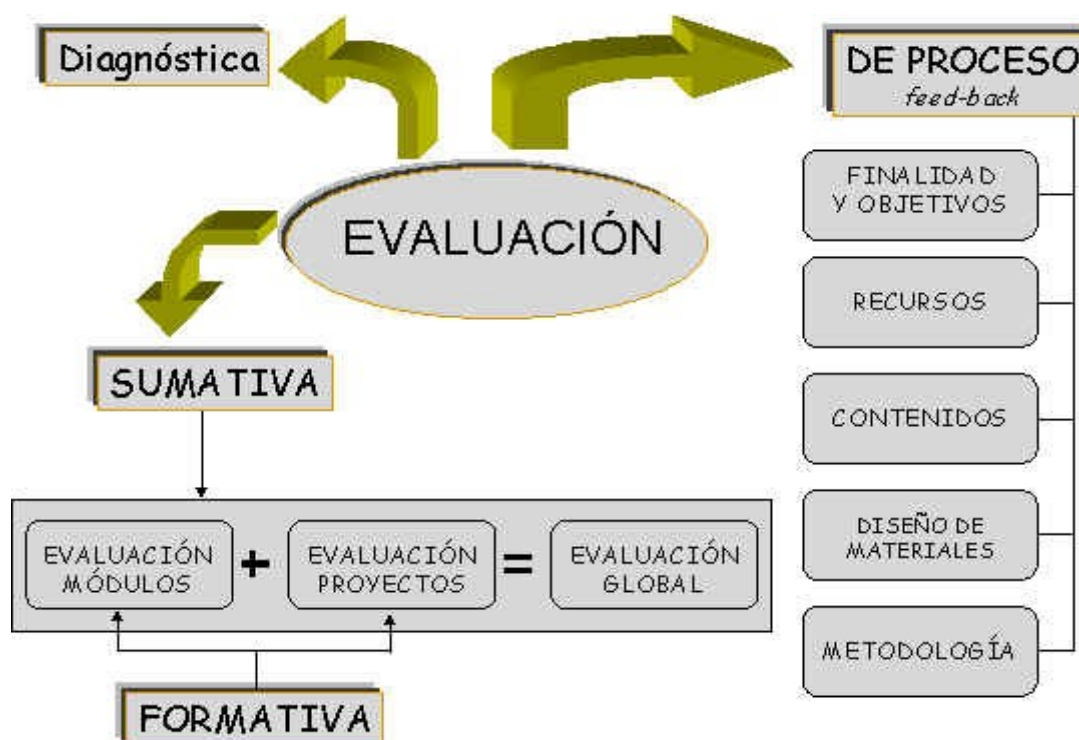 Diagnóstica
DE PROCESO
feed-back
EVALUACIÓN
FINALIDAD
Y OBJETIVOS
RECURSOS
CONTENIDOS
DISEÑO DE
MATERIALES
METODOLOGÍA
SUMATIVA
EVALUACIÓN
MÓDULOS
+
EVALUACIÓN
PROYECTOS
=
EVALUACIÓN
GLOBAL
FORMATIVA